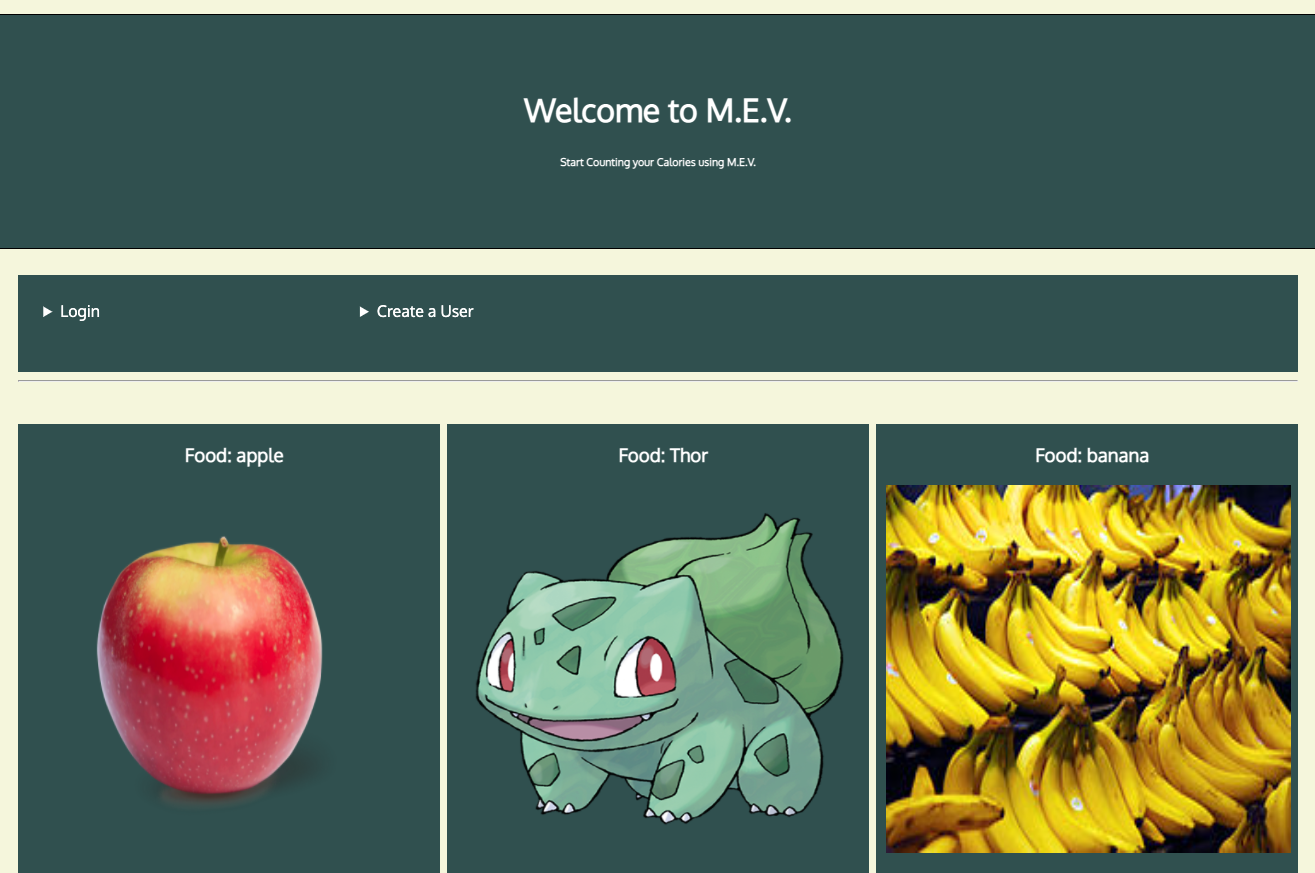 Welcome to M.E.V.
Start Counting your Calories using M.E.V.
Login
Create a User
Food: apple
Food: Thor
Food: banana